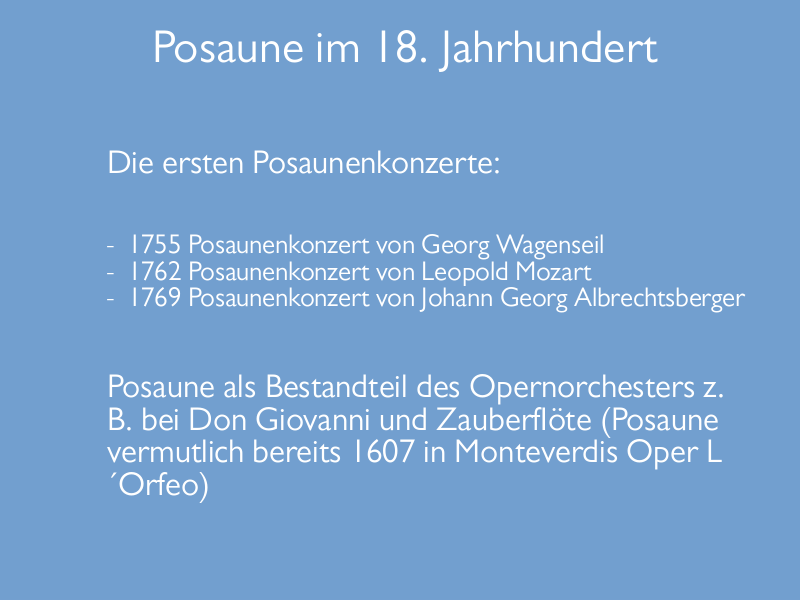 Posaune im 18. Jahrhundert
Die ersten Posaunenkonzerte:
- 1755 Posaunenkonzert von Georg Wagenseil
- 1762 Posaunenkonzert von Leopold Mozart
- 1769 Posaunenkonzert von Johann Georg Albrechtsberger
Posaune als Bestandteil des Opernorchesters z.
B. bei Don Giovanni und Zauberflöte (Posaune
vermutlich bereits 1607 in Monteverdis Oper L
´Orfeo)